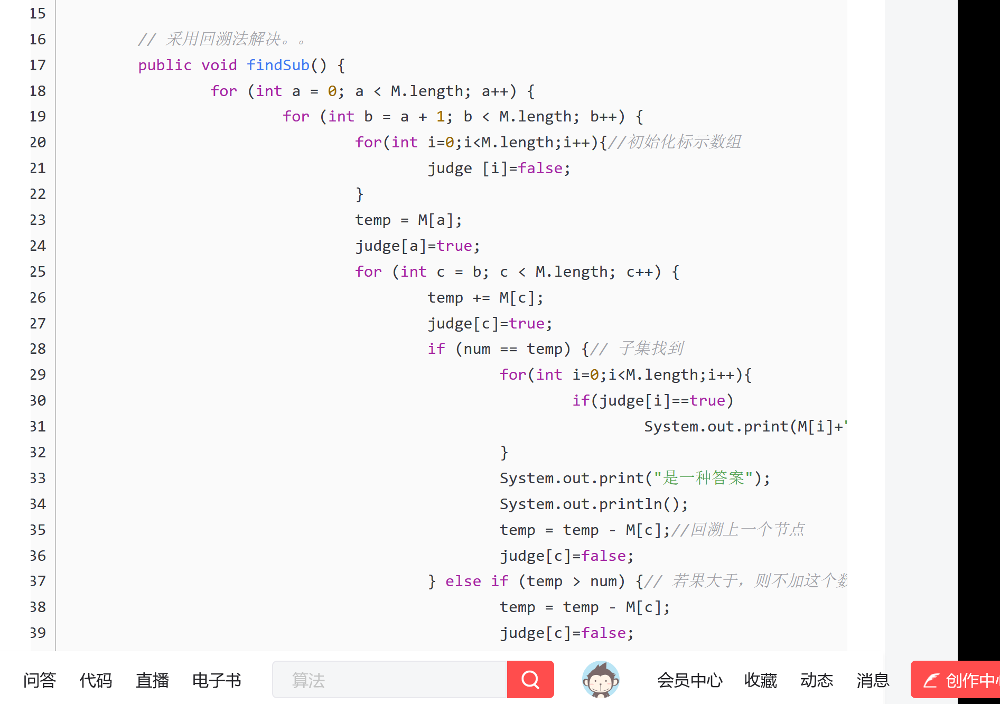 15
16 // 采用回溯法解决。。
17 public void findSub() {
18 for (int a = 0; a < M.length; a++) {
19 for (int b = a + 1; b < M.length; b++) {
20 for(int i=0;i<M.length;i++){//初始化标示数组
21 judge [i]=false;
22 }
23 temp = M[a];
24 judge[a]=true;
25 for (int c = b; c < M.length; c++) {
26 temp += M[c];
27 judge[c]=true;
28 if (num == temp) {// 子集找到
29 for(int i=0;i<M.length;i++){
30 if(judge[i]==true)
31 System.out.print(M[i]+"
32 }
33 System.out.print("是一种答案");
34 System.out.println();
35 temp = temp - M[c];//回溯上一个节点
36 judge[c]=false;
37 } else if (temp > num) {// 若果大于，则不加这个数
38 temp = temp - M[c];
39 judge[c]=false;
问答 代码 直播 电子书 算法 会员中心 收藏 动态 消息 创作中心